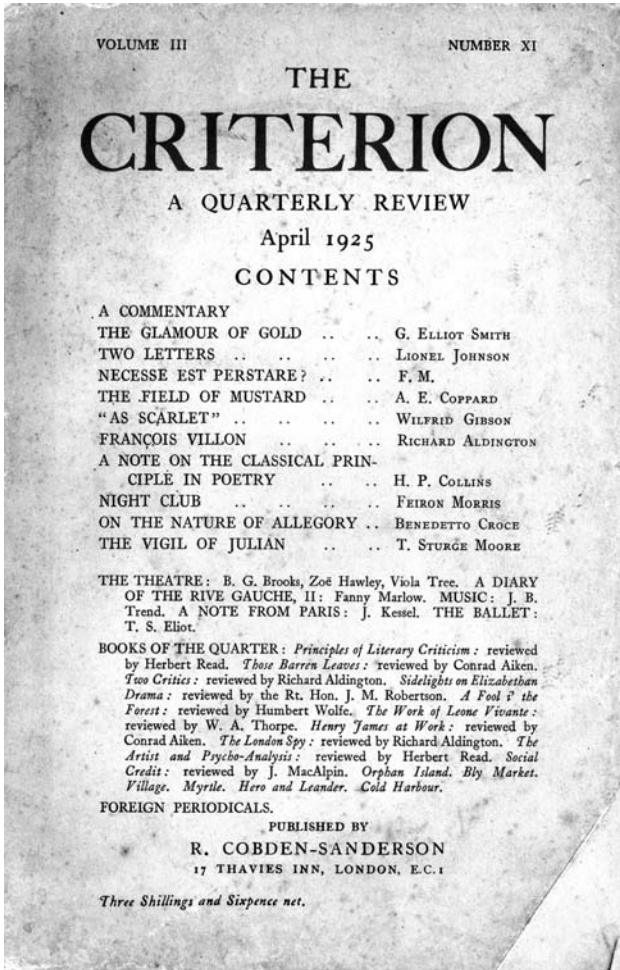 VOLUME III NUMBER XI
THE
CRITERION
A QUARTERLY REVIEW
April 1925
CONTENTS
A COMMENTARY
THE GLAMOUR OF GOLD .. .. G. ELLIOT SMITH
TWO LETTERS .. .. .. .. LIONEL JOHNSON
NECESSE EST PERSTARE? .. .. F. M.
THE FIELD OF MUSTARD .. .. A. E. COPPARD
"AS SCARLET" .. .. .. .. WILFRID GIBSON
FRANÇOIS VILLON .. .. .. RICHARD ALDINGTON
A NOTE ON THE CLASSICAL PRIN-
CIPLE IN POETRY .. .. H. P. COLLINS
NIGHT CLUB .. .. .. .. FEIRON MORRIS
ON THE NATURE OF ALLEGORY .. BENEDETTO CROCE
THE VIGIL OF JULIAN .. .. T. STURGE MOORE
THE THEATRE: B. G. Brooks, Zoë Hawley, Viola Tree. A DIARY
OF THE RIVE GAUCHE, II: Fanny Marlow. MUSIC: J. B.
Trend. A NOTE FROM PARIS: J. Kessel. THE BALLET:
T. S. Eliot.
BOOKS OF THE QUARTER: Principles of Literary Criticism: reviewed
by Herbert Read. Those Barren Leaves: reviewed by Conrad Aiken.
Two Critics: reviewed by Richard Aldington. Sidelights on Elizabethan
Drama: reviewed by the Rt. Hon. J. M. Robertson. A Fool i' the
Forest: reviewed by Humbert Wolfe. The Work of Leone Vivante:
reviewed by W. A. Thorpe. Henry James at Work: reviewed by
Conrad Aiken. The London Spy: reviewed by Richard Aldington. The
Artist and Psycho-Analysis: reviewed by Herbert Read. Social
Credit: reviewed by J. MacAlpin. Orphan Island. Bly Market.
Village. Myrtle. Hero and Leander. Cold Harbour.
FOREIGN PERIODICALS.
PUBLISHED BY
R. COBDEN-SANDERSON
17 THAVIES INN, LONDON, E.C.1
Three Shillings and Sixpence net.